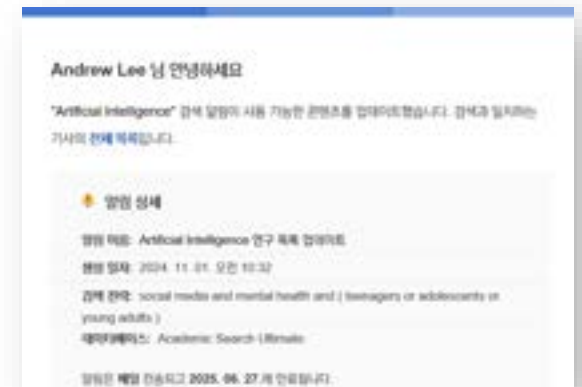 Andrew Lee 님 안녕하세요
"Artificial Intelligence" 검색 알림이 사용 가능한 콘텐츠를 업데이트했습니다. 검색과 일치하는
기사의 전체 목록입니다.
알림 상세
알림 이름: Artificial Intelligence 연구 목록 업데이트
생성 일자: 2024. 11. 01. 오전 10:32
검색 전략: social media and mental health and ( teenagers or adolescents or
young adults )
데이터베이스: Academic Search Ultimate
알림은 매일 전송되고 2025. 06. 27.에 만료됩니다.